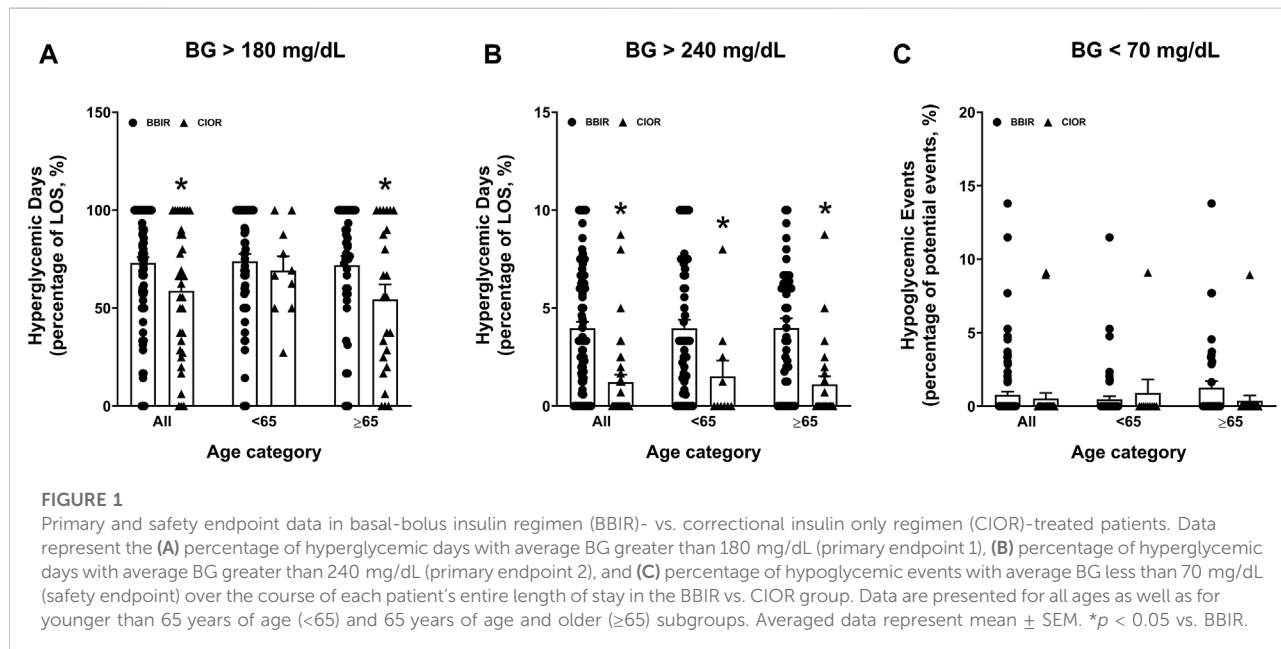 A
BG > 180 mg/dL
150
● BBIR ▲ CIOR
Hyperglycemic Days
(percentage of LOS, %)
*
*
100
50
0
All
<65
≥65
Age category
B
BG > 240 mg/dL
15
● BBIR ▲ CIOR
Hyperglycemic Days
(percentage of LOS, %)
*
*
*
10
5
0
All
<65
≥65
Age category
C
BG < 70 mg/dL
20
● BBIR ▲ CIOR
Hypoglycemic Events
(percentage of potential events, %)
15
10
5
0
All
<65
≥65
Age category
FIGURE 1
Primary and safety endpoint data in basal-bolus insulin regimen (BBIR)- vs. correctional insulin only regimen (CIOR)-treated patients. Data
represent the (A) percentage of hyperglycemic days with average BG greater than 180 mg/dL (primary endpoint 1), (B) percentage of hyperglycemic
days with average BG greater than 240 mg/dL (primary endpoint 2), and (C) percentage of hypoglycemic events with average BG less than 70 mg/dL
(safety endpoint) over the course of each patient's entire length of stay in the BBIR vs. CIOR group. Data are presented for all ages as well as for
younger than 65 years of age (<65) and 65 years of age and older (≥65) subgroups. Averaged data represent mean ± SEM. *p < 0.05 vs. BBIR.